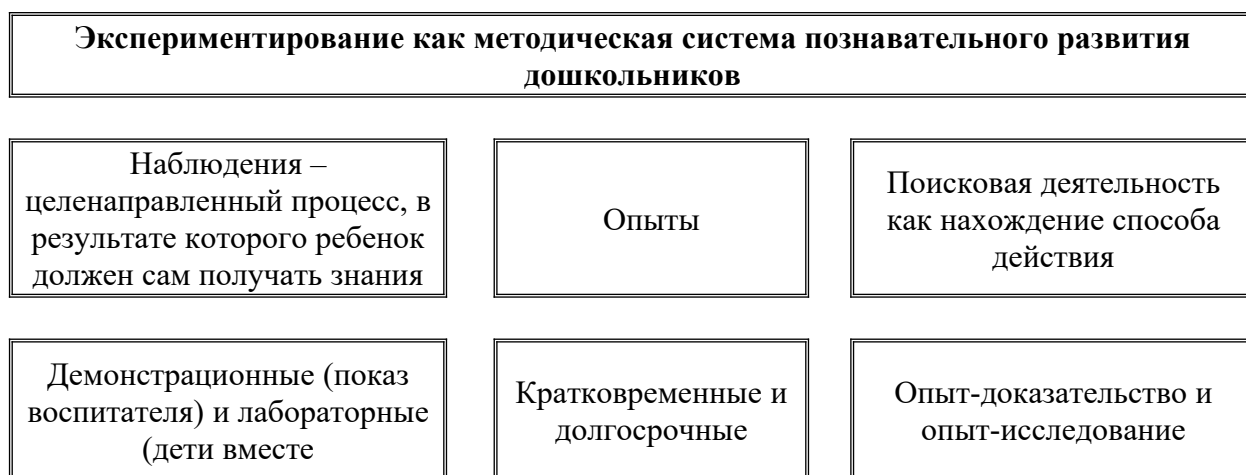 Экспериментирование как методическая система познавательного развития
дошкольников
Наблюдения –
целенаправленный процесс, в
результате которого ребенок
должен сам получать знания
Опыты
Поисковая деятельность
как нахождение способа
действия
Демонстрационные (показ
воспитателя) и лабораторные
(дети вместе
Кратковременные и
долгосрочные
Опыт-доказательство и
опыт-исследование